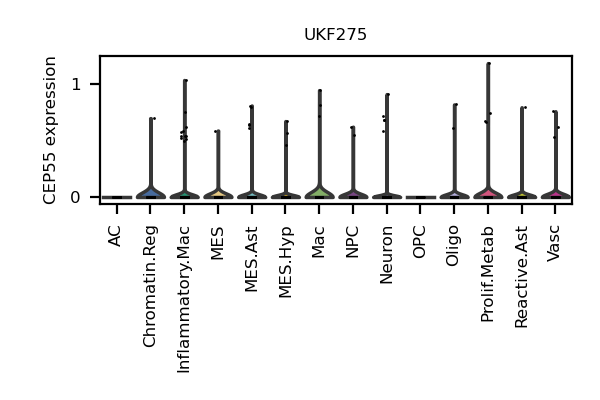 UKF275
CEP55 expression
1
0
AC
Chromatin.Reg
Inflammatory.Mac
MES
MES.Ast
MES.Hyp
Mac
NPC
Neuron
OPC
Oligo
Prolif.Metab
Reactive.Ast
Vasc